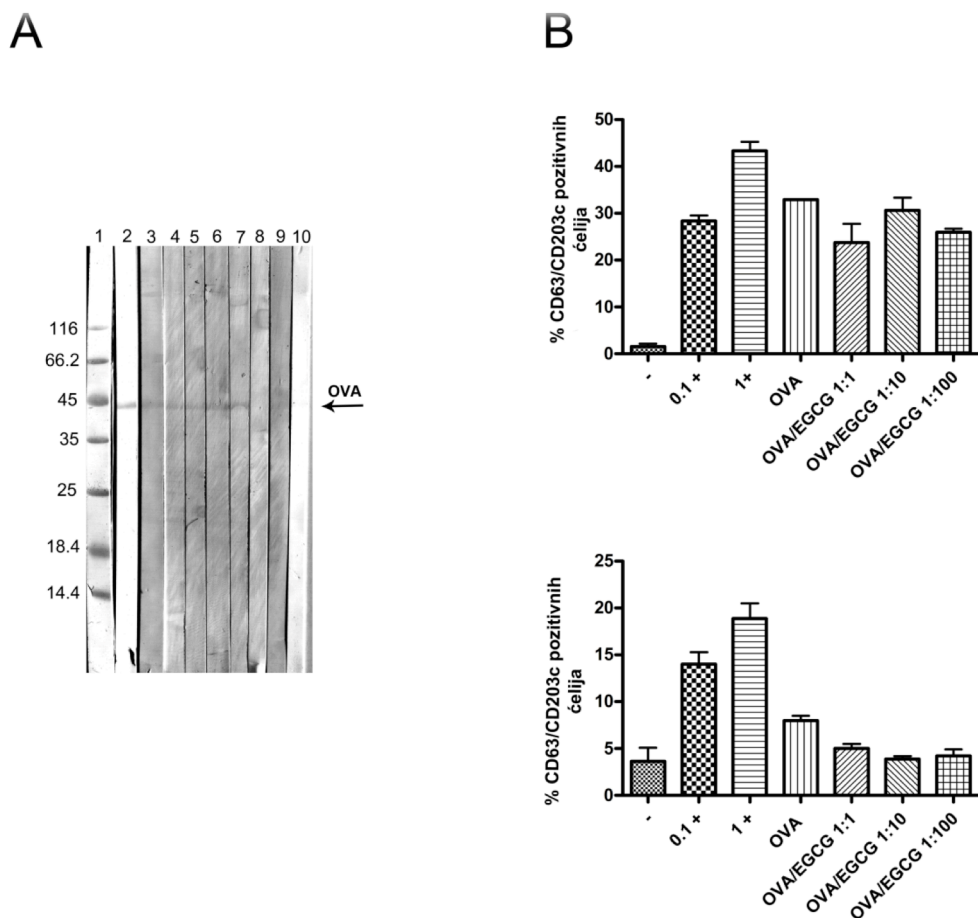 A
1 2 3 4 5 6 7 8 9 10
116
66.2
45
35
25
18.4
14.4
OVA
B
% CD63/CD203c pozitivnih
ćelija
50
40
30
20
10
0
-
0.1 +
1+
OVA
OVA/EGCG 1:1
OVA/EGCG 1:10
OVA/EGCG 1:100
% CD63/CD203c pozitivnih
ćelija
25
20
15
10
5
0
-
0.1 +
1 +
OVA
OVA/EGCG 1:1
OVA/EGCG 1:10
OVA/EGCG 1:100